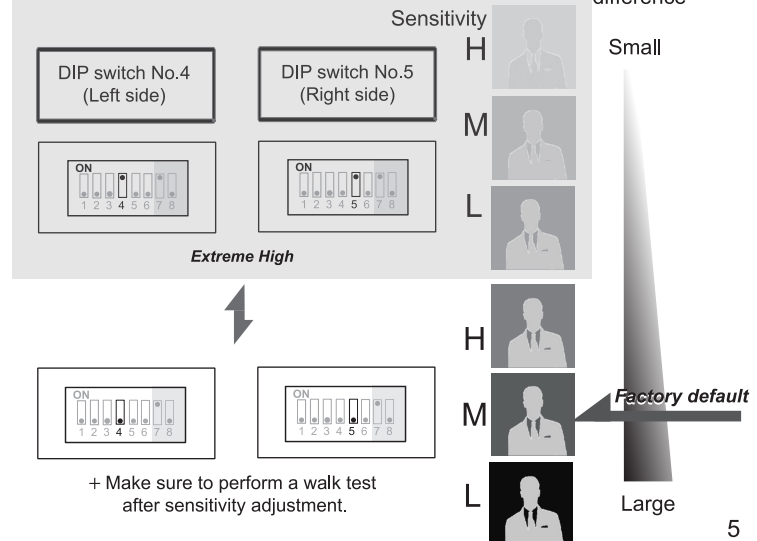 difference
Sensitivity
H
Small
DIP switch No.4
(Left side)
DIP switch No.5
(Right side)
M
ON
1 2 3 4 5 6 7 8
ON
1 2 3 4 5 6 7 8
L
Extreme High
H
ON
1 2 3 4 5 6 7 8
ON
1 2 3 4 5 6 7 8
M
Factory default
+ Make sure to perform a walk test
after sensitivity adjustment.
L
Large
5